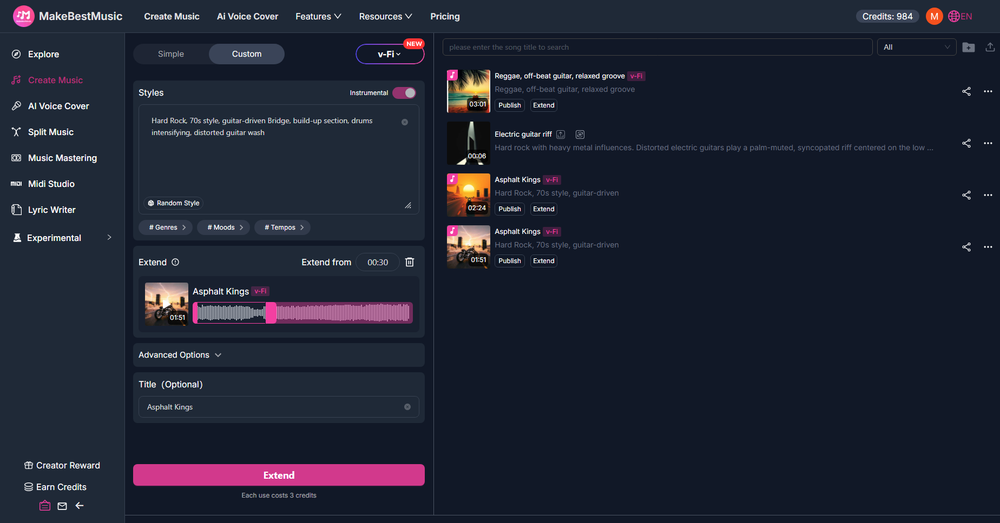 MakeBestMusic
Create Music
Ai Voice Cover
Features
Resources
Pricing
Credits: 984
M
EN
Explore
Create Music
AI Voice Cover
Split Music
Music Mastering
Midi Studio
Lyric Writer
Experimental
Creator Reward
Earn Credits
Simple
Custom
v-Fi
NEW
Styles
Instrumental
Hard Rock, 70s style, guitar-driven Bridge, build-up section, drums
intensifying, distorted guitar wash
Random Style
# Genres
# Moods
# Tempos
Extend
Extend from
00:30
Asphalt Kings v-Fi
01:51
Advanced Options
Title (Optional)
Asphalt Kings
Extend
Each use costs 3 credits
please enter the song title to search
All
Reggae, off-beat guitar, relaxed groove v-Fi
Reggae, off-beat guitar, relaxed groove
03:01
Publish
Extend
Electric guitar riff
Hard rock with heavy metal influences. Distorted electric guitars play a palm-muted, syncopated riff centered on the low ...
00:06
Asphalt Kings v-Fi
Hard Rock, 70s style, guitar-driven
02:24
Publish
Extend
Asphalt Kings v-Fi
Hard Rock, 70s style, guitar-driven
01:51
Publish
Extend